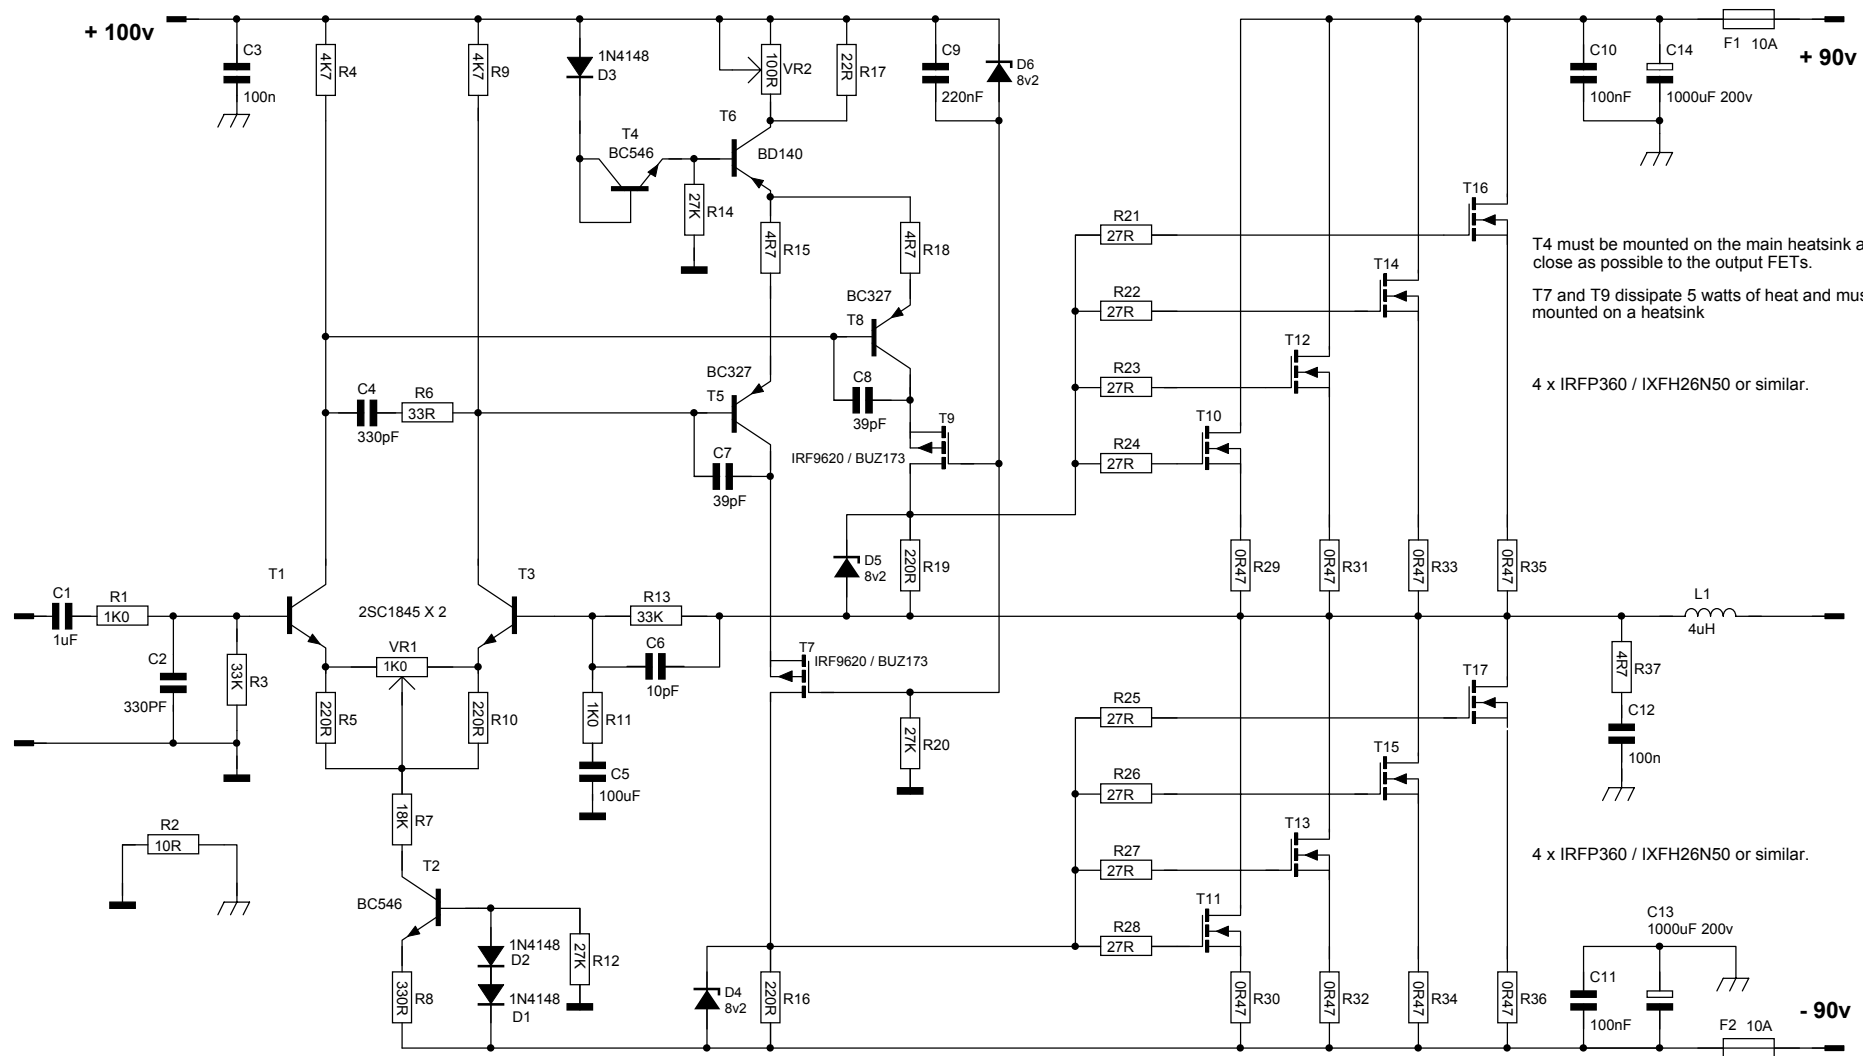 + 100v
C3
100n
4K7
R4
4K7
R9
1N4148
D3
100R
VR2
22R
R17
C9
220nF
D6
8v2
C10
100nF
C14
1000uF 200v
F1 10A
+ 90v
T4
BC546
T6
BD140
27K
R14
4R7
R15
4R7
R18
BC327
T8
BC327
T5
C4
330pF
R6
33R
C8
39pF
C7
39pF
T9
IRF9620 / BUZ173
R21
27R
R22
27R
R23
27R
R24
27R
T16
T14
T12
T10
T4 must be mounted on the main heatsink a
close as possible to the output FETs.
T7 and T9 dissipate 5 watts of heat and mus
mounted on a heatsink
4 x IRFP360 / IXFH26N50 or similar.
D5
8v2
220R
R19
0R47
R29
0R47
R31
0R47
R33
0R47
R35
C1
1uF
R1
1K0
T1
2SC1845 X 2
T3
R13
33K
C6
10pF
L1
4uH
C2
330PF
33K
R3
VR1
1K0
220R
R5
220R
R10
1K0
R11
C5
100uF
T7
IRF9620 / BUZ173
27K
R20
R25
27R
R26
27R
R27
27R
R28
27R
T17
T15
T13
T11
4R7
R37
C12
100n
4 x IRFP360 / IXFH26N50 or similar.
R2
10R
18K
R7
T2
BC546
330R
R8
1N4148
D2
1N4148
D1
27K
R12
D4
8v2
220R
R16
0R47
R30
0R47
R32
0R47
R34
0R47
R36
C13
1000uF 200v
C11
100nF
F2 10A
- 90v